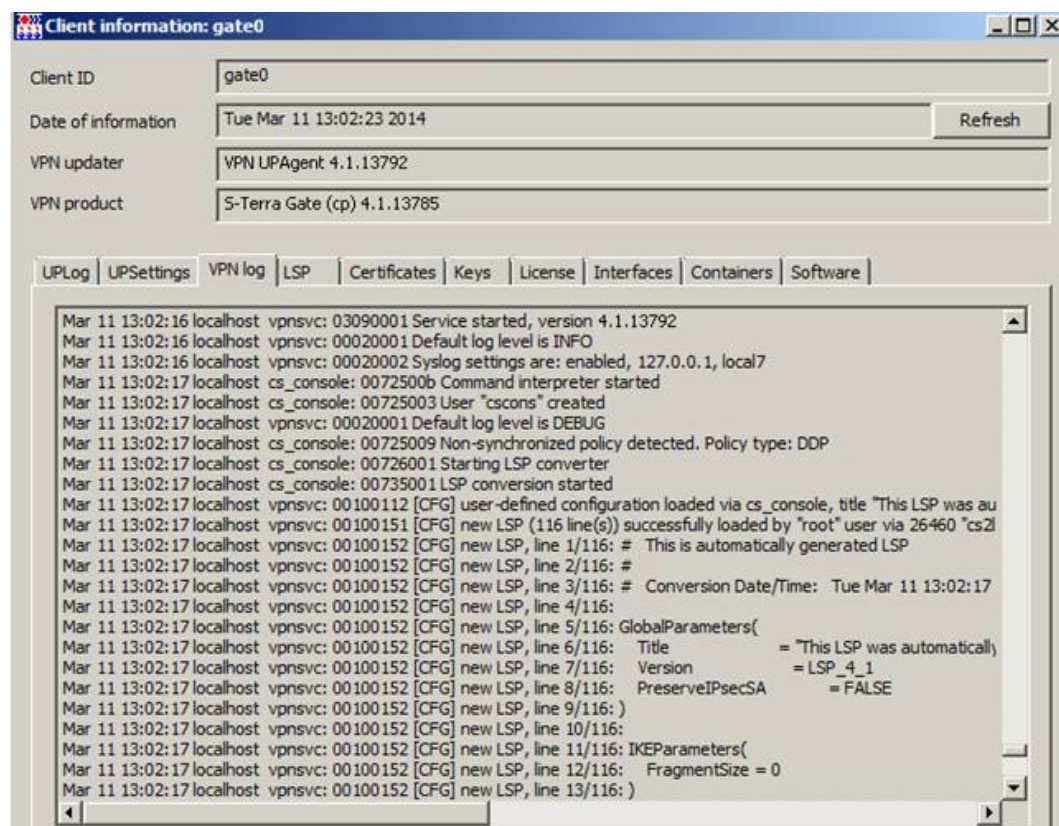 Client information: gate0
Client ID gate0
Date of information Tue Mar 11 13:02:23 2014 Refresh
VPN updater VPN UPAgent 4.1.13792
VPN product S-Terra Gate (cp) 4.1.13785
UPLog UPSettings VPN log LSP Certificates Keys License Interfaces Containers Software
Mar 11 13:02:16 localhost vpnsvc: 03090001 Service started, version 4.1.13792
Mar 11 13:02:16 localhost vpnsvc: 00020001 Default log level is INFO
Mar 11 13:02:16 localhost vpnsvc: 00020002 Syslog settings are: enabled, 127.0.0.1, local7
Mar 11 13:02:17 localhost cs_console: 0072500b Command interpreter started
Mar 11 13:02:17 localhost cs_console: 00725003 User "cscons" created
Mar 11 13:02:17 localhost cs_console: 00020001 Default log level is DEBUG
Mar 11 13:02:17 localhost cs_console: 00725009 Non-synchronized policy detected. Policy type: DDP
Mar 11 13:02:17 localhost cs_console: 00726001 Starting LSP converter
Mar 11 13:02:17 localhost cs_console: 00735001 LSP conversion started
Mar 11 13:02:17 localhost vpnsvc: 00100112 [CFG] user-defined configuration loaded via cs_console, title "This LSP was au
Mar 11 13:02:17 localhost vpnsvc: 00100151 [CFG] new LSP (116 line(s)) successfully loaded by "root" user via 26460 "cs2l
Mar 11 13:02:17 localhost vpnsvc: 00100152 [CFG] new LSP, line 1/116: # This is automatically generated LSP
Mar 11 13:02:17 localhost vpnsvc: 00100152 [CFG] new LSP, line 2/116: #
Mar 11 13:02:17 localhost vpnsvc: 00100152 [CFG] new LSP, line 3/116: # Conversion Date/Time: Tue Mar 11 13:02:17
Mar 11 13:02:17 localhost vpnsvc: 00100152 [CFG] new LSP, line 4/116:
Mar 11 13:02:17 localhost vpnsvc: 00100152 [CFG] new LSP, line 5/116: GlobalParameters(
Mar 11 13:02:17 localhost vpnsvc: 00100152 [CFG] new LSP, line 6/116: Title = "This LSP was automatically
Mar 11 13:02:17 localhost vpnsvc: 00100152 [CFG] new LSP, line 7/116: Version = LSP_4_1
Mar 11 13:02:17 localhost vpnsvc: 00100152 [CFG] new LSP, line 8/116: PreserveIPsecSA = FALSE
Mar 11 13:02:17 localhost vpnsvc: 00100152 [CFG] new LSP, line 9/116: )
Mar 11 13:02:17 localhost vpnsvc: 00100152 [CFG] new LSP, line 10/116:
Mar 11 13:02:17 localhost vpnsvc: 00100152 [CFG] new LSP, line 11/116: IKEParameters(
Mar 11 13:02:17 localhost vpnsvc: 00100152 [CFG] new LSP, line 12/116: FragmentSize = 0
Mar 11 13:02:17 localhost vpnsvc: 00100152 [CFG] new LSP, line 13/116: )